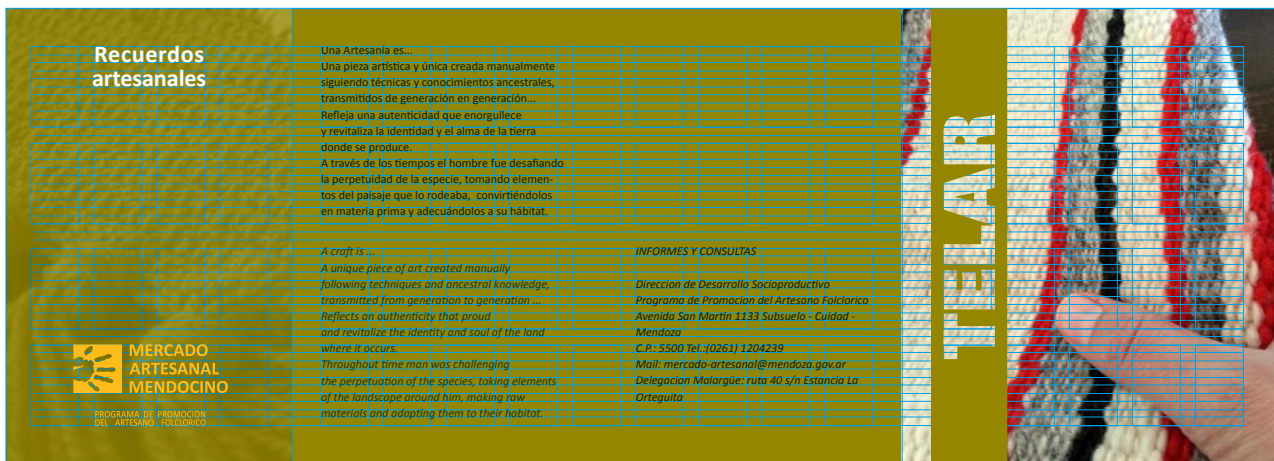 Recuerdos
artesanales
MERCADO
ARTESANAL
MENDOCINO
PROGRAMA DE PROMOCION
DEL ARTESANO FOLCLORICO
Una Artesanía es...
Una pieza artística y única creada manualmente
siguiendo técnicas y conocimientos ancestrales,
transmitidos de generación en generación...
Refleja una autenticidad que enorgullece
y revitaliza la identidad y el alma de la tierra
donde se produce.
A través de los tiempos el hombre fue desafiando
la perpetuidad de la especie, tomando elemen-
tos del paisaje que lo rodeaba, convirtiéndolos
en materia prima y adecuándolos a su hábitat.
A craft is ...
A unique piece of art created manually
following techniques and ancestral knowledge,
transmitted from generation to generation ...
Reflects an authenticity that proud
and revitalize the identity and soul of the land
where it occurs.
Throughout time man was challenging
the perpetuation of the species, taking elements
of the landscape around him, making raw
materials and adapting them to their habitat.
INFORMES Y CONSULTAS
Direccion de Desarrollo Socioproductivo
Programa de Promocion del Artesano Folclorico
Avenida San Martin 1133 Subsuelo - Cuidad -
Mendoza
C.P.: 5500 Tel.:(0261) 1204239
Mail: mercado-artesanal@mendoza.gov.ar
Delegacion Malargüe: ruta 40 s/n Estancia La
Orteguita
TELAR